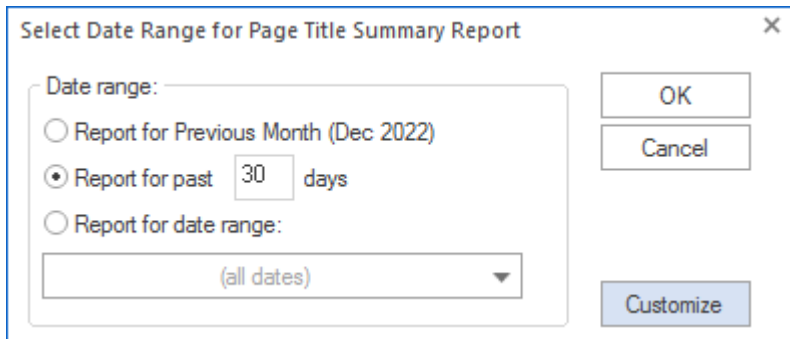 Select Date Range for Page Title Summary Report
Date range:
Report for Previous Month (Dec 2022)
Report for past 30 days
Report for date range:
(all dates)
OK
Cancel
Customize